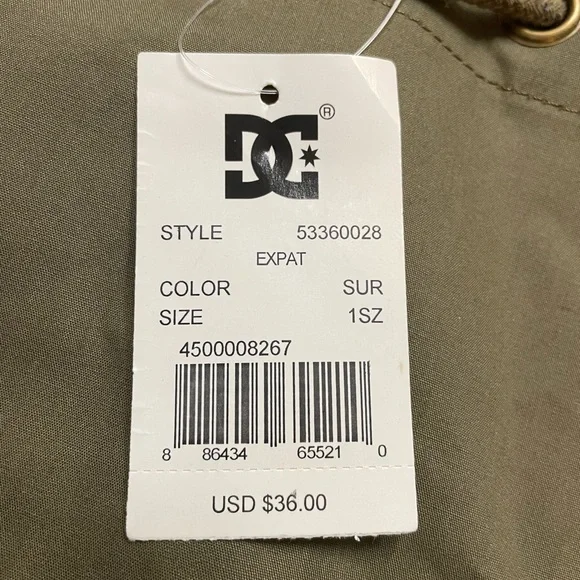 DC®
STYLE 53360028
EXPAT
COLOR SUR
SIZE 1SZ
4500008267
8 86434 65521 0
USD $36.00